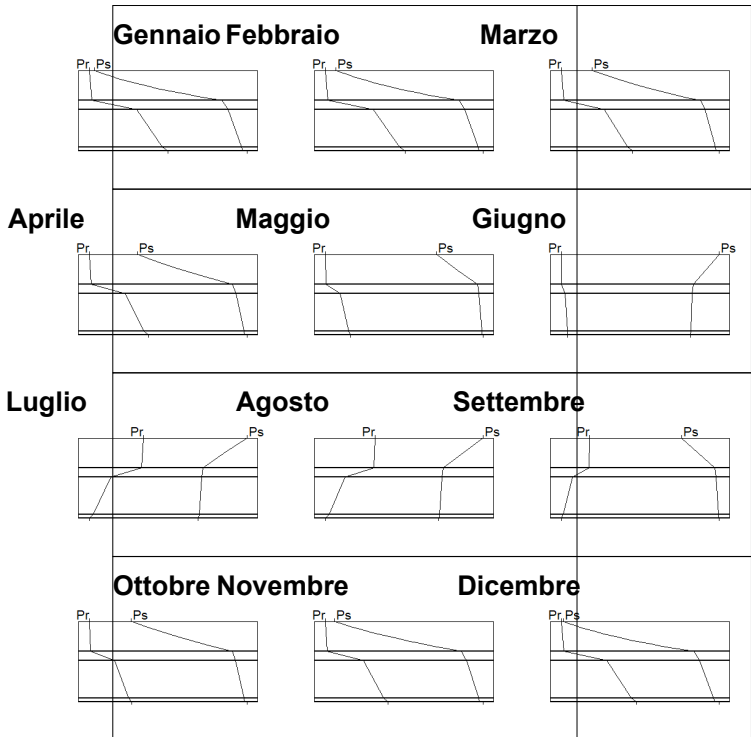 Gennaio Febbraio Marzo
Pr Ps Pr Ps Pr Ps
Aprile Maggio Giugno
Pr Ps Pr Ps Pr Ps
Luglio Agosto Settembre
Pr Ps Pr Ps Pr Ps
Ottobre Novembre Dicembre
Pr Ps Pr Ps Pr Ps